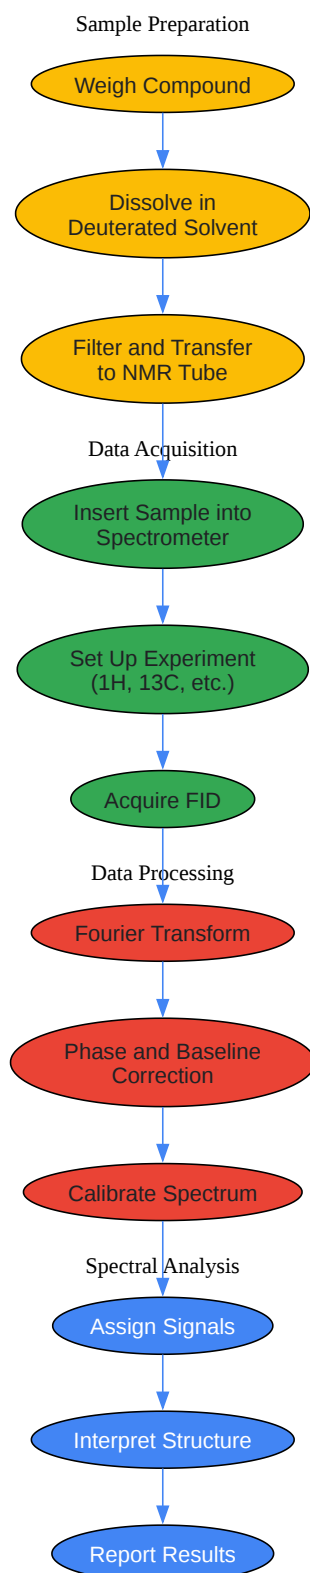 Sample Preparation
Weigh Compound
Dissolve in
Deuterated Solvent
Filter and Transfer
to NMR Tube
Data Acquisition
Insert Sample into
Spectrometer
Set Up Experiment
(1H, 13C, etc.)
Acquire FID
Data Processing
Fourier Transform
Phase and Baseline
Correction
Calibrate Spectrum
Spectral Analysis
Assign Signals
Interpret Structure
Report Results